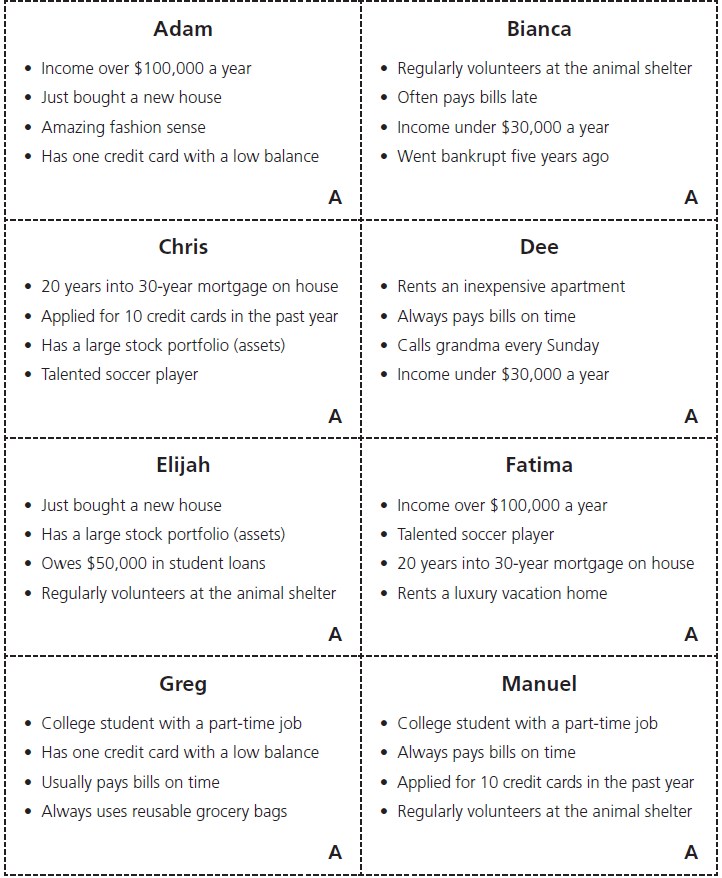 Adam
• Income over $100,000 a year
• Just bought a new house
• Amazing fashion sense
• Has one credit card with a low balance
A
Bianca
• Regularly volunteers at the animal shelter
• Often pays bills late
• Income under $30,000 a year
• Went bankrupt five years ago
A
Chris
• 20 years into 30-year mortgage on house
• Applied for 10 credit cards in the past year
• Has a large stock portfolio (assets)
• Talented soccer player
A
Dee
• Rents an inexpensive apartment
• Always pays bills on time
• Calls grandma every Sunday
• Income under $30,000 a year
A
Elijah
• Just bought a new house
• Has a large stock portfolio (assets)
• Owes $50,000 in student loans
• Regularly volunteers at the animal shelter
A
Fatima
• Income over $100,000 a year
• Talented soccer player
• 20 years into 30-year mortgage on house
• Rents a luxury vacation home
A
Greg
• College student with a part-time job
• Has one credit card with a low balance
• Usually pays bills on time
• Always uses reusable grocery bags
A
Manuel
• College student with a part-time job
• Always pays bills on time
• Applied for 10 credit cards in the past year
• Regularly volunteers at the animal shelter
A